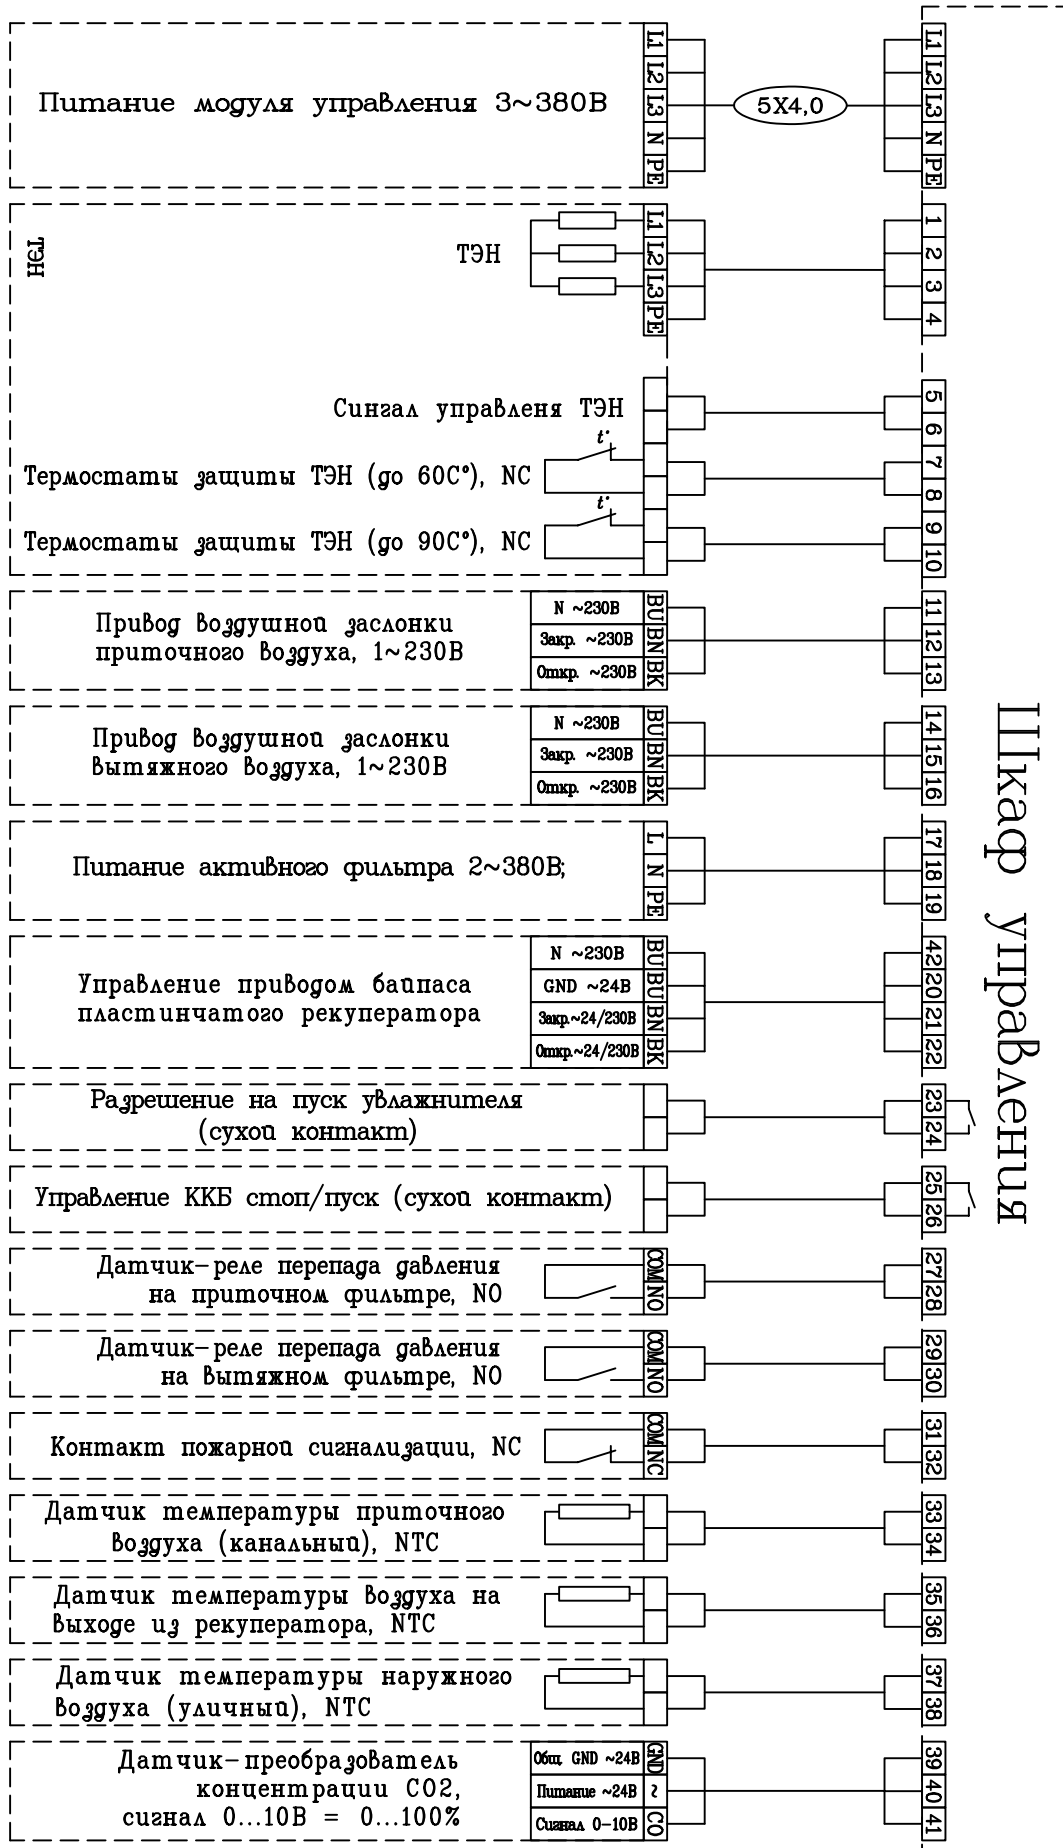 Питание модуля управления 3~380В
L1
L2
L3
N
PE
5X4,0
L1
L2
L3
N
PE
нет
ТЭН
L1
L2
L3
PE
1
2
3
4
Сингал управленя ТЭН
5
6
t°
Термостаты защиты ТЭН (до 60С°), NC
7
8
t°
Термостаты защиты ТЭН (до 90С°), NC
9
10
Привод воздушной заслонки
приточного воздуха, 1~230В
N ~230В
Закр. ~230В
Откр. ~230В
BU
BN
BK
11
12
13
Привод воздушной заслонки
вытяжного воздуха, 1~230В
N ~230В
Закр. ~230В
Откр. ~230В
BU
BN
BK
14
15
16
Питание активного фильтра 2~380В;
L
N
PE
17
18
19
Управление приводом байпаса
пластинчатого рекуператора
N ~230В
GND ~24В
Закр.~24/230В
Откр.~24/230В
BU
BU
BN
BK
42
20
21
22
Разрешение на пуск увлажнителя
(сухой контакт)
23
24
Управление ККБ стоп/пуск (сухой контакт)
25
26
Датчик-реле перепада давления
на приточном фильтре, NO
COM
NO
27
28
Датчик-реле перепада давления
на вытяжном фильтре, NO
COM
NO
29
30
Контакт пожарной сигнализации, NC
COM
NC
31
32
Датчик температуры приточного
воздуха (канальный), NTC
33
34
Датчик температуры воздуха на
выходе из рекуператора, NTC
35
36
Датчик температуры наружного
воздуха (уличный), NTC
37
38
Датчик-преобразователь
концентрации СО2,
сигнал 0...10В = 0...100%
Общ. GND ~24В
Питание ~24В
Сигнал 0-10В
GND
~
CO
39
40
41
Шкаф управления